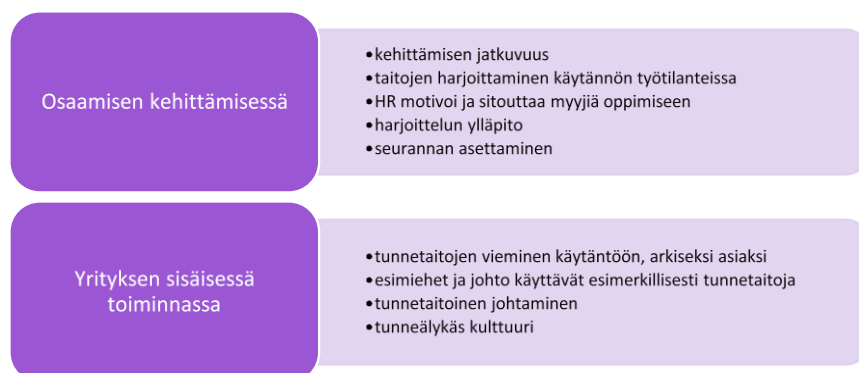 Osaamisen kehittämisessä
•kehittämisen jatkuvuus
•taitojen harjoittaminen käytännön työtilanteissa
•HR motivoi ja sitouttaa myyjiä oppimiseen
•harjoittelun ylläpito
•seurannan asettaminen
Yrityksen sisäisessä
toiminnassa
•tunnetaitojen vieminen käytäntöön, arkiseksi asiaksi
•esimiehet ja johto käyttävät esimerkillisesti tunnetaitoja
•tunnetaitoinen johtaminen
•tunneälykäs kulttuuri